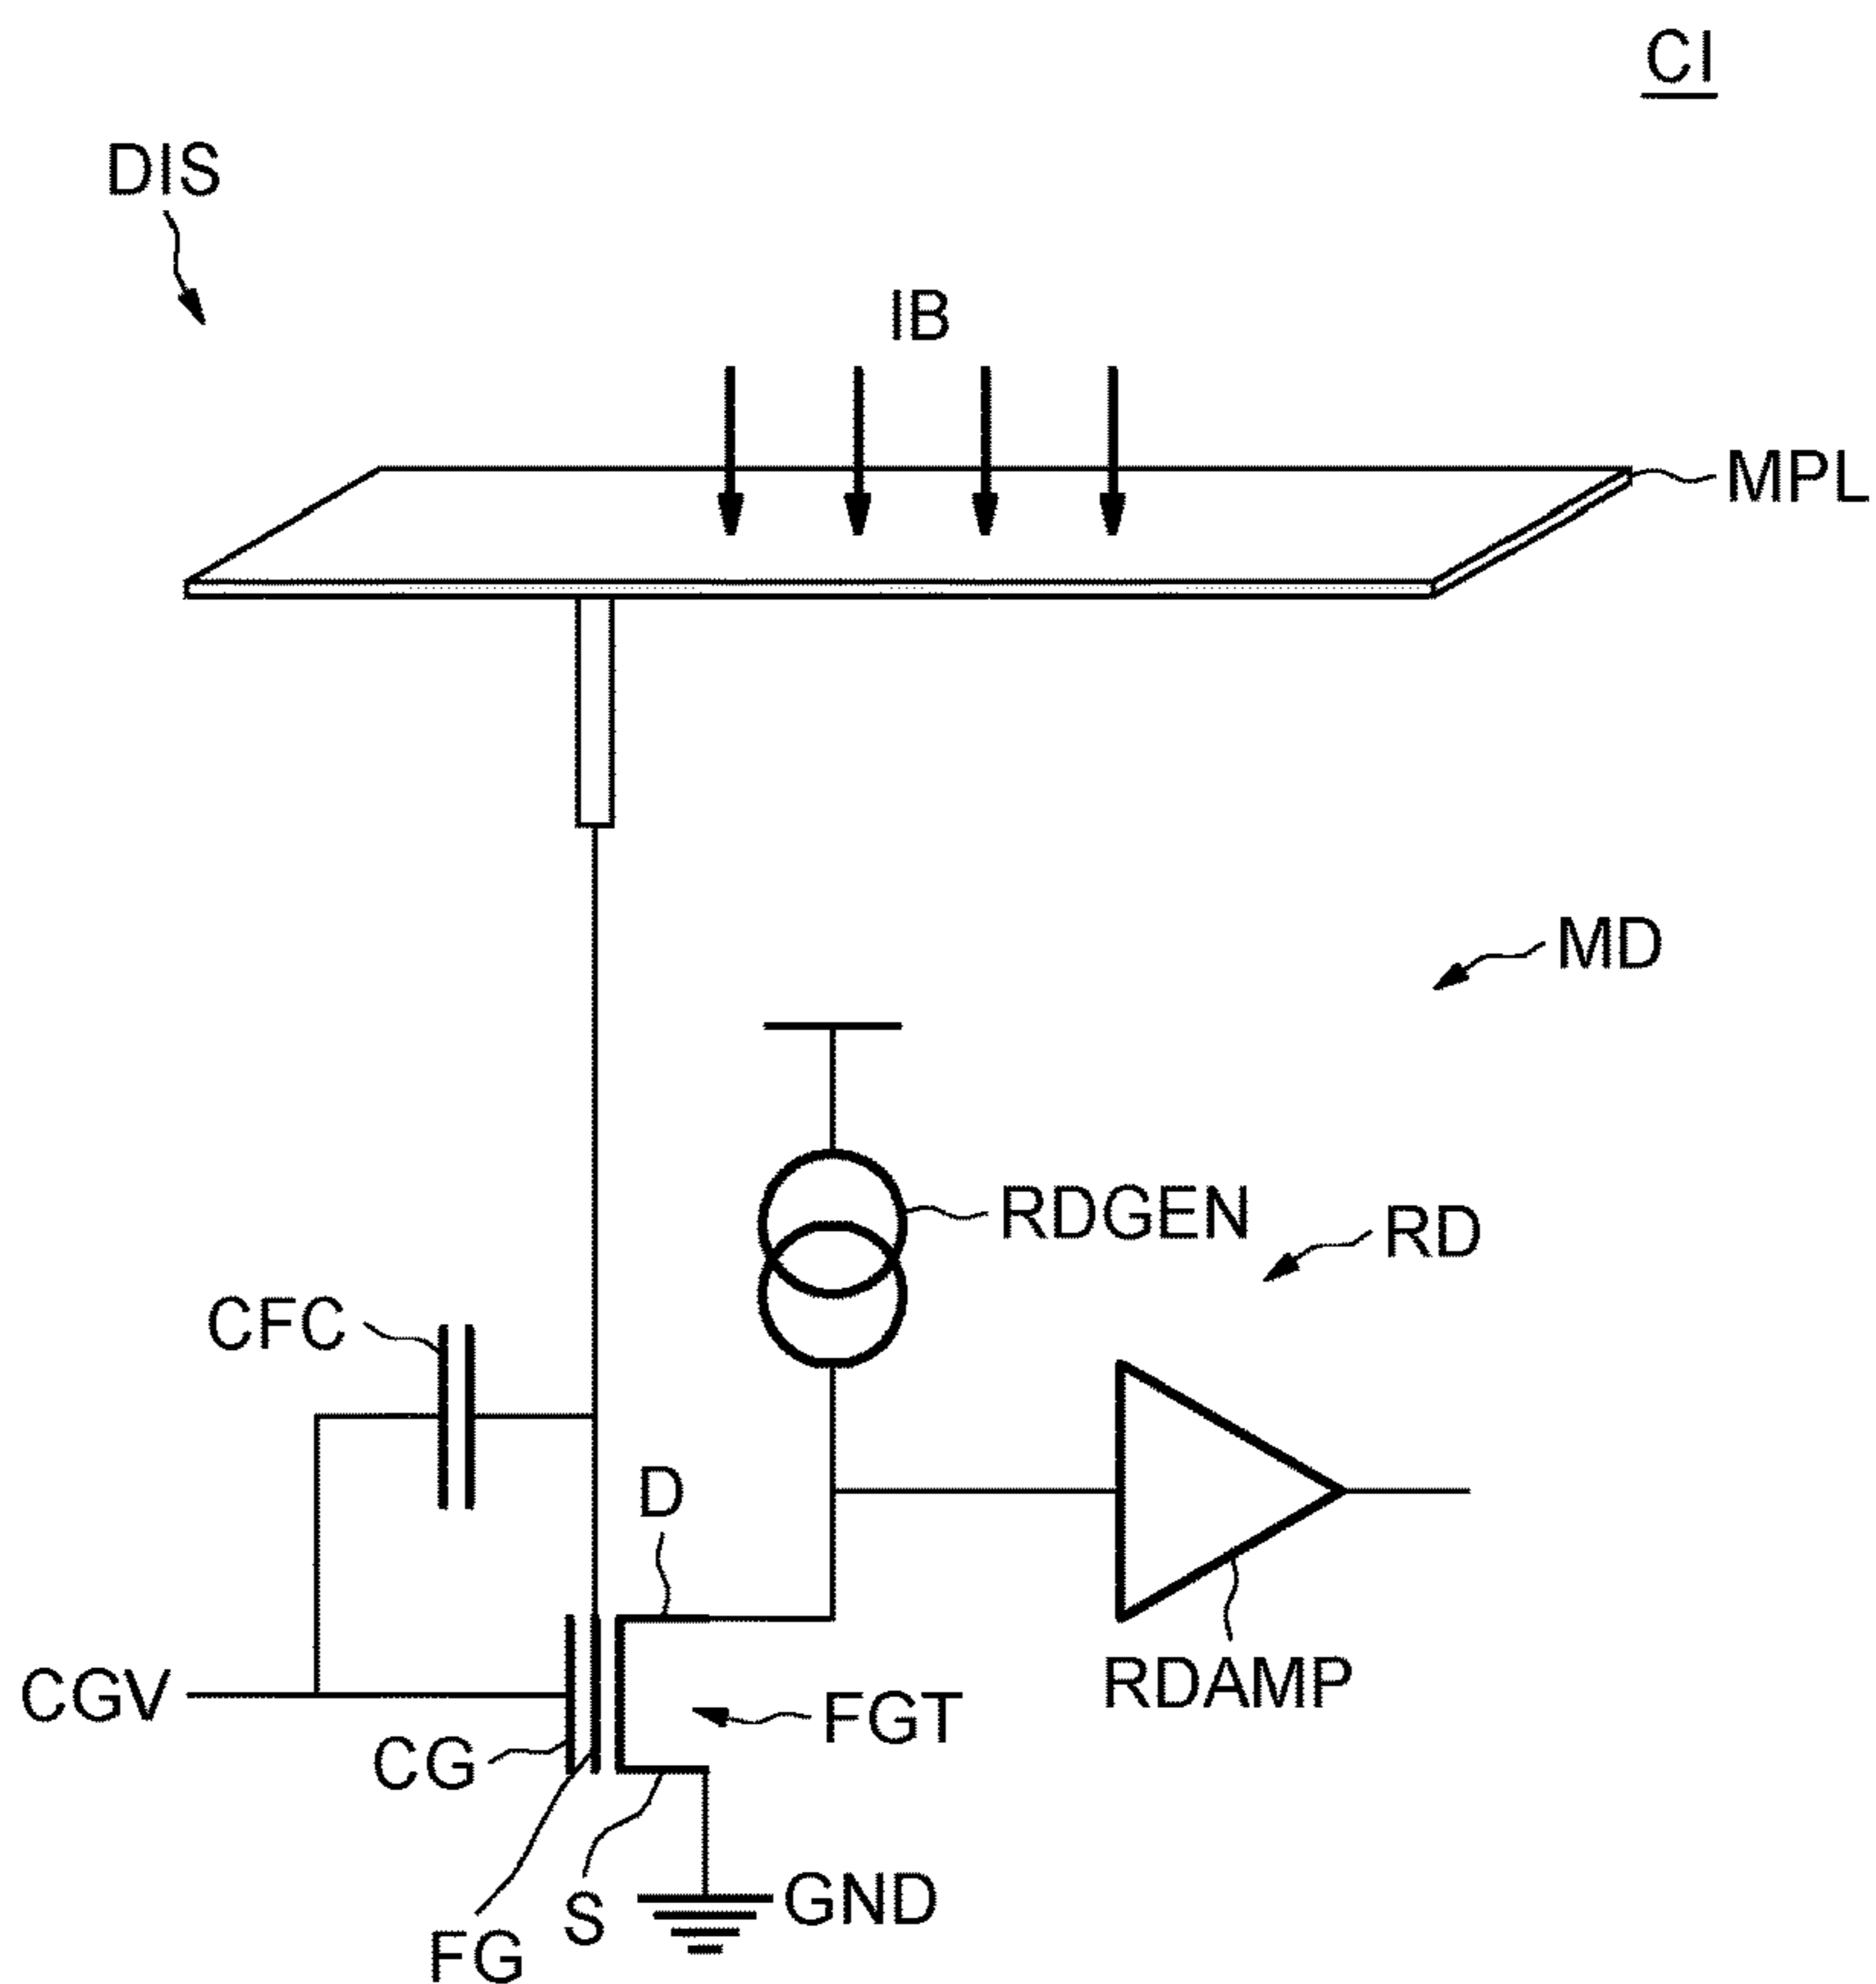 CI
DIS
IB
MPL
MD
RDGEN
RD
CFC
D
CGV
RDAMP
FGT
CG
GND
S
FG